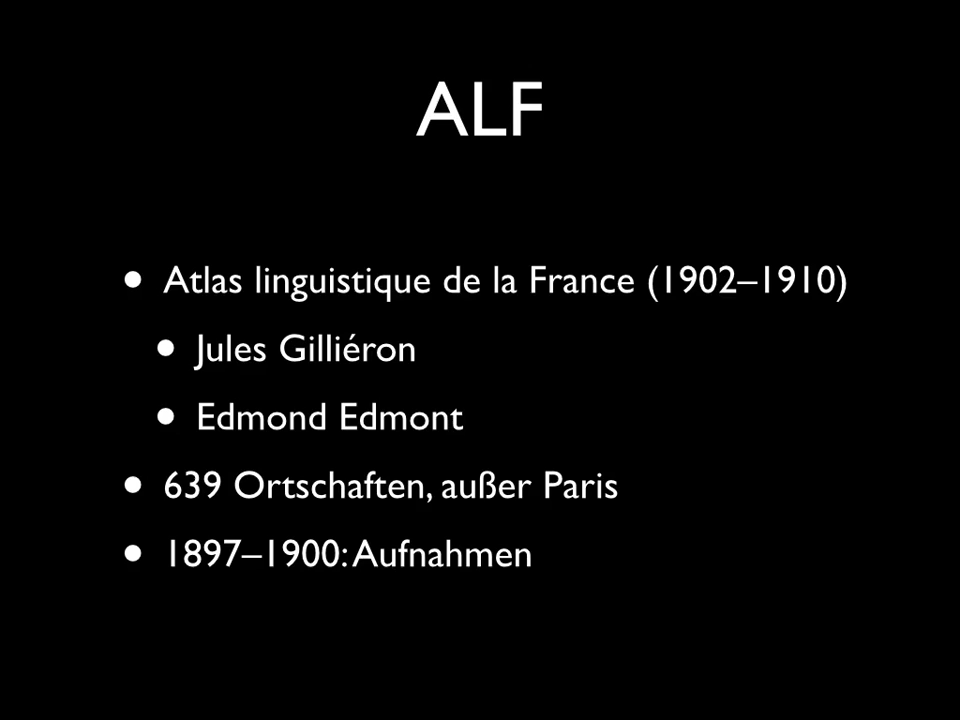 ALF
• Atlas linguistique de la France (1902–1910)
• Jules Gilliéron
• Edmond Edmont
• 639 Ortschaften, außer Paris
• 1897–1900: Aufnahmen